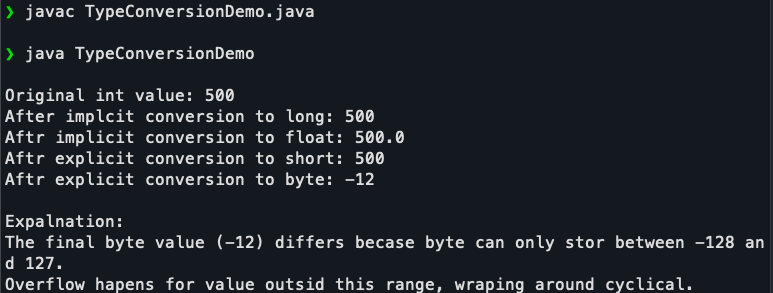 ❯ javac TypeConversionDemo.java
❯ java TypeConversionDemo
Original int value: 500
After implcit conversion to long: 500
Aftr implicit conversion to float: 500.0
Aftr explicit conversion to short: 500
Aftr explicit conversion to byte: -12
Expalnation:
The final byte value (-12) differs becase byte can only stor between -128 an
d 127.
Overflow hapens for value outsid this range, wraping around cyclical.